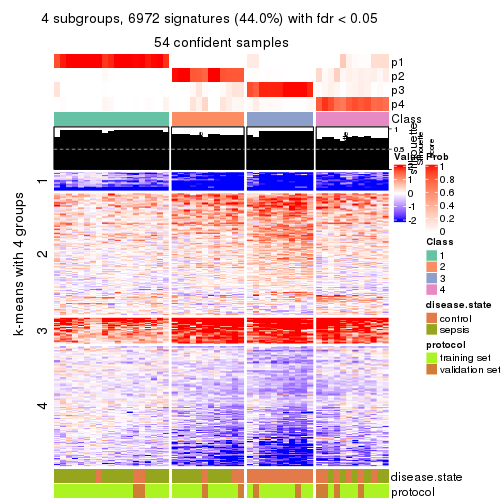 4 subgroups, 6972 signatures (44.0%) with fdr < 0.05
54 confident samples
p1
p2
p3
p4
Class
1
0.5
silhouette
score
k-means with 4 groups
1
2
3
4
Value
1
0
-1
-2
Prob
1
0.8
0.6
0.4
0.2
0
Class
1
2
3
4
disease.state
control
sepsis
protocol
training set
validation set
disease.state
protocol